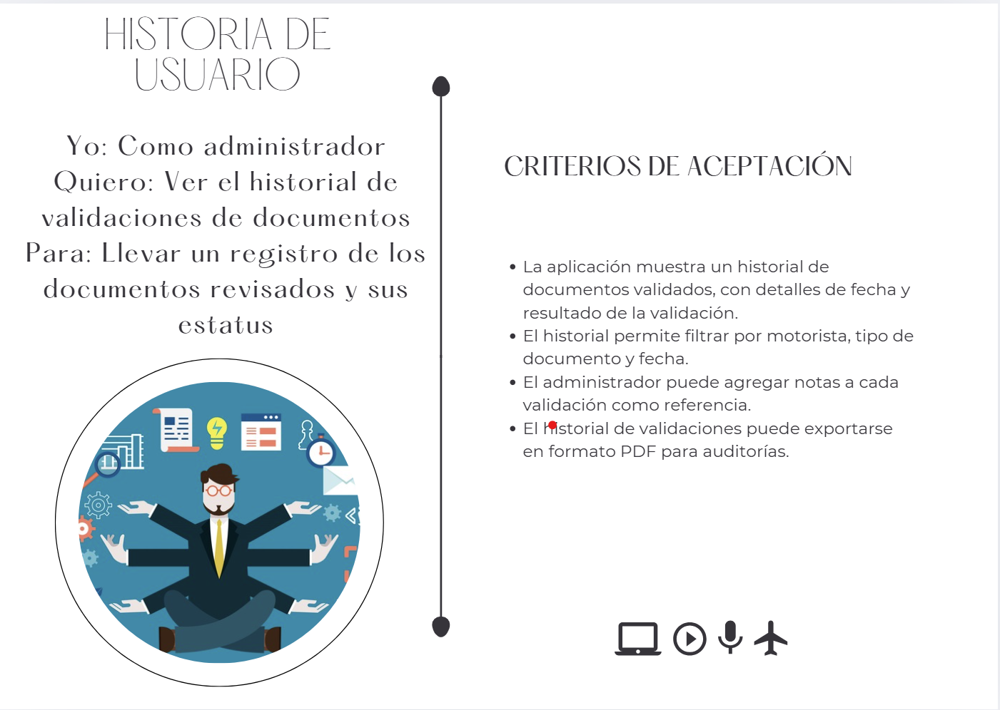 HISTORIA DE
USUARIO
Yo: Como administrador
Quiero: Ver el historial de
validaciones de documentos
Para: Llevar un registro de los
documentos revisados y sus
estatus
CRITERIOS DE ACEPTACIÓN
• La aplicación muestra un historial de
documentos validados, con detalles de fecha y
resultado de la validación.
• El historial permite filtrar por motorista, tipo de
documento y fecha.
• El administrador puede agregar notas a cada
validación como referencia.
• El historial de validaciones puede exportarse
en formato PDF para auditorías.